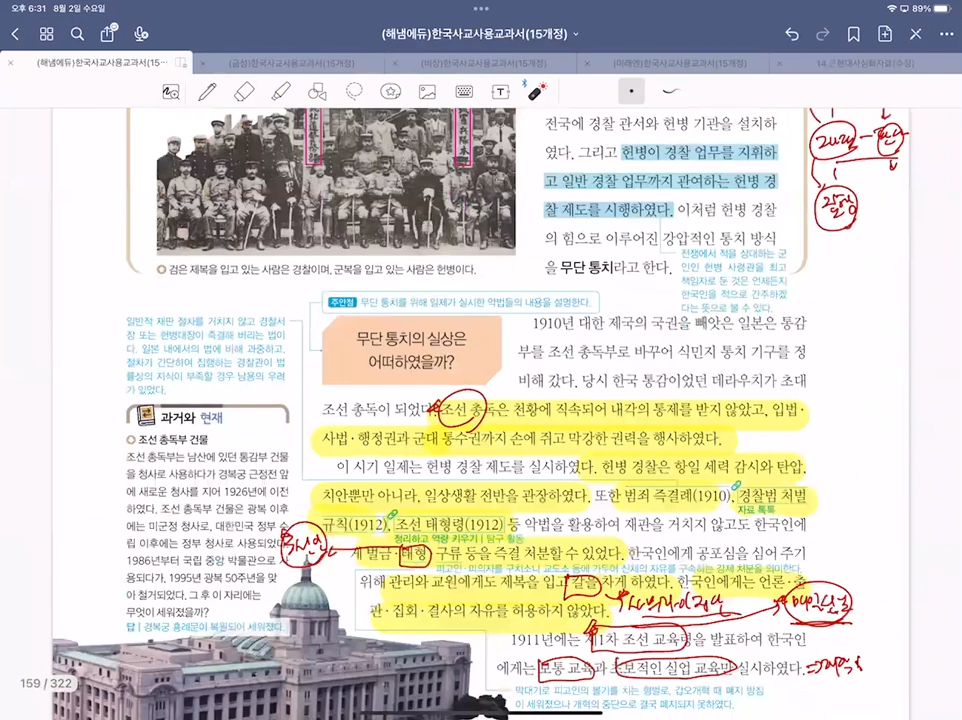 오후 6:31 8월 2일 수요일
89%
(해냄에듀)한국사교사용교과서(15개정)
(해냄에듀)한국사교사용교과서(15…
(금성)한국사교사용교과서(15개정)
(비상)한국사교사용교과서(15개정)
(미래엔)한국사교사용교과서(15개정)
14.근현대사심화자료(수정)
전국에 경찰 관서와 헌병 기관을 설치하
였다. 그리고 헌병이 경찰 업무를 지휘하
고 일반 경찰 업무까지 관여하는 헌병 경
찰 제도를 시행하였다. 이처럼 헌병 경찰
의 힘으로 이루어진 강압적인 통치 방식
을 무단 통치라고 한다.
전쟁에서 적을 상대하는 군
인인 헌병 사령관을 최고
책임자로 둔 것은 언제든지
한국인을 적으로 간주하겠
다는 뜻으로 볼 수 있다.
검은 제복을 입고 있는 사람은 경찰이며, 군복을 입고 있는 사람은 헌병이다.
주안점 무단 통치를 위해 일제가 실시한 악법들의 내용을 설명한다.
일반적 재판 절차를 거치지 않고 경찰서
장 또는 헌병대장이 즉결해 버리는 법이
다. 일본 내에서의 법에 비해 과중하고,
절차가 간단하여 집행하는 경찰관이 법
률상의 지식이 부족할 경우 남용의 우려
가 있었다.
무단 통치의 실상은
어떠하였을까?
1910년 대한 제국의 국권을 빼앗은 일본은 통감
부를 조선 총독부로 바꾸어 식민지 통치 기구를 정
비해 갔다. 당시 한국 통감이었던 데라우치가 초대
조선 총독이 되었다. 조선 총독은 천황에 직속되어 내각의 통제를 받지 않았고, 입법·
사법·행정권과 군대 통수권까지 손에 쥐고 막강한 권력을 행사하였다.
이 시기 일제는 헌병 경찰 제도를 실시하였다. 헌병 경찰은 항일 세력 감시와 탄압,
치안뿐만 아니라, 일상생활 전반을 관장하였다. 또한 범죄 즉결례(1910), 경찰범 처벌
자료 톡톡
규칙(1912), 조선 태형령(1912) 등 악법을 활용하여 재판을 거치지 않고도 한국인에
정리하고 역량 키우기 | 탐구 활동
게 벌금·태형·구류 등을 즉결 처분할 수 있었다. 한국인에게 공포심을 심어 주기
피고인·피의자를 구치소나 교도소 등에 가두어 신체의 자유를 구속하는 강제 처분을 의미한다.
위해 관리와 교원에게도 제복을 입고 칼을 차게 하였다. 한국인에게는 언론·출
판·집회·결사의 자유를 허용하지 않았다.
1911년에는 제1차 조선 교육령을 발표하여 한국인
에게는 보통 교육과 초보적인 실업 교육만 실시하였다.
막대기로 피고인의 볼기를 치는 형벌로, 갑오개혁 때 폐지 방침
이 세워졌으나 개혁의 중단으로 결국 폐지되지 못하였다.
과거와 현재
조선 총독부 건물
조선 총독부는 남산에 있던 통감부 건물
을 청사로 사용하다가 경복궁 근정전 앞
에 새로운 청사를 지어 1926년에 이전
하였다. 조선 총독부 건물은 광복 이후
에는 미군정 청사로, 대한민국 정부 수
립 이후에는 정부 청사로 사용되었다.
1986년부터 국립 중앙 박물관으로 사
용되다가, 1995년 광복 50주년을 맞
아 철거되었다. 그 후 이 자리에는
무엇이 세워졌을까?
답 | 경복궁 흥례문이 복원되어 세워졌다.
159 / 322